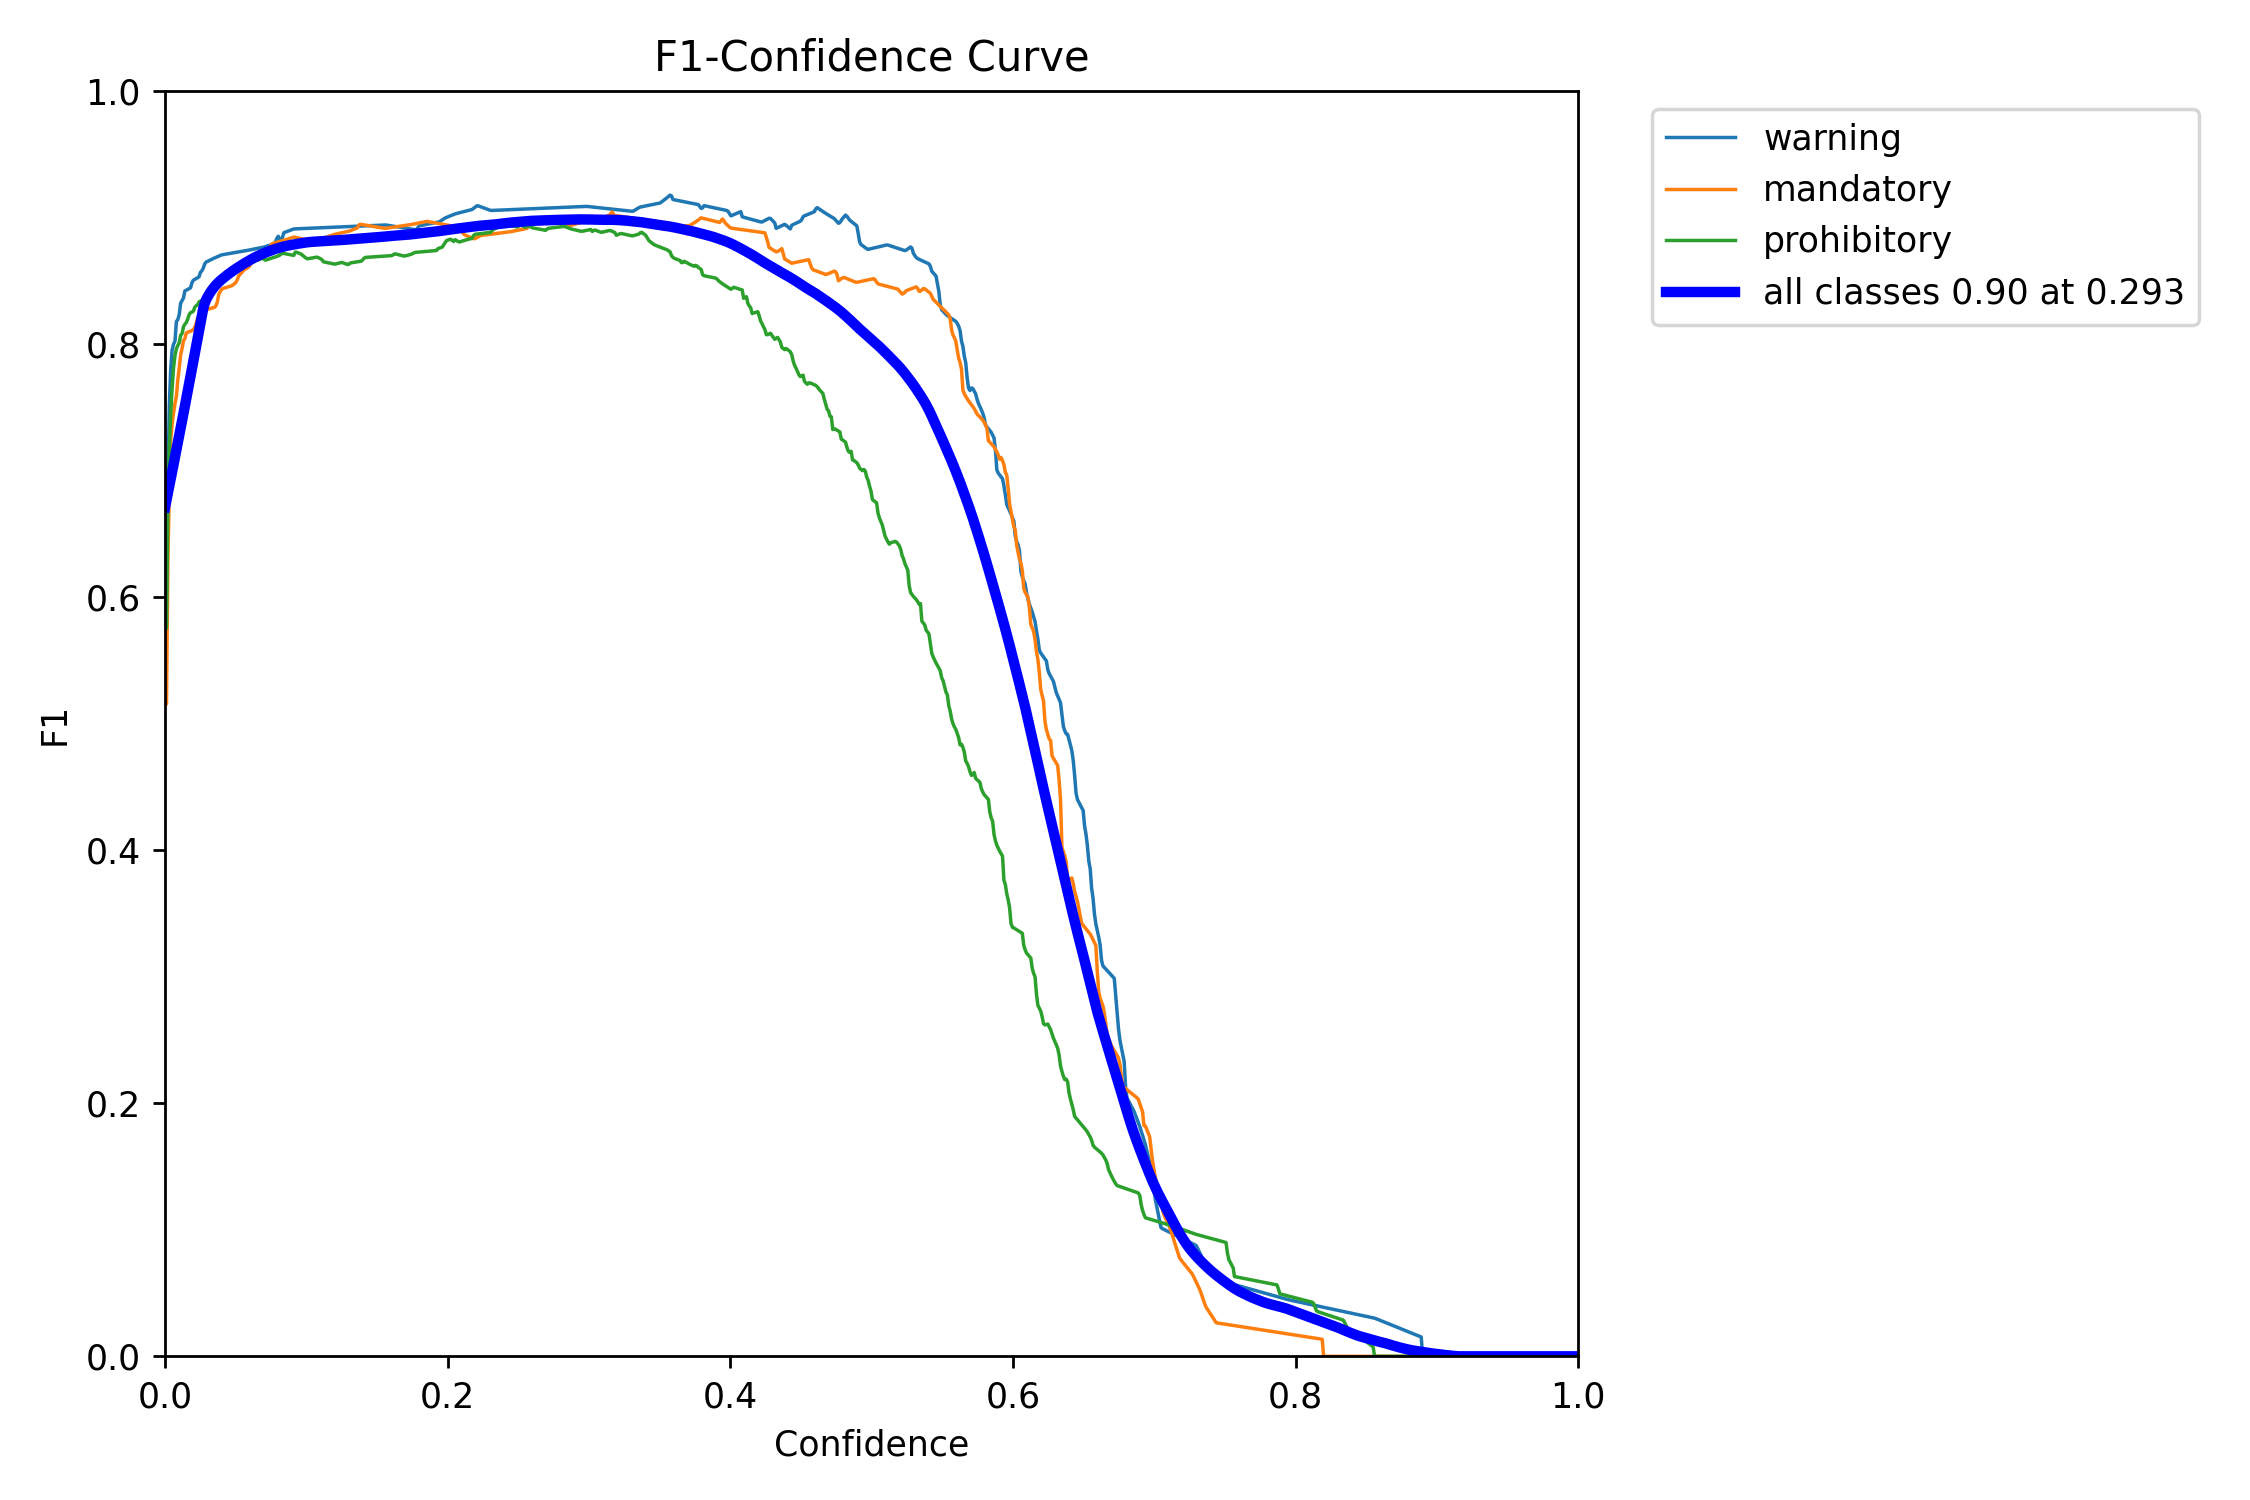 F1-Confidence Curve
1.0
0.8
0.6
0.4
0.2
0.0
F1
0.0 0.2 0.4 0.6 0.8 1.0
Confidence
warning
mandatory
prohibitory
all classes 0.90 at 0.293